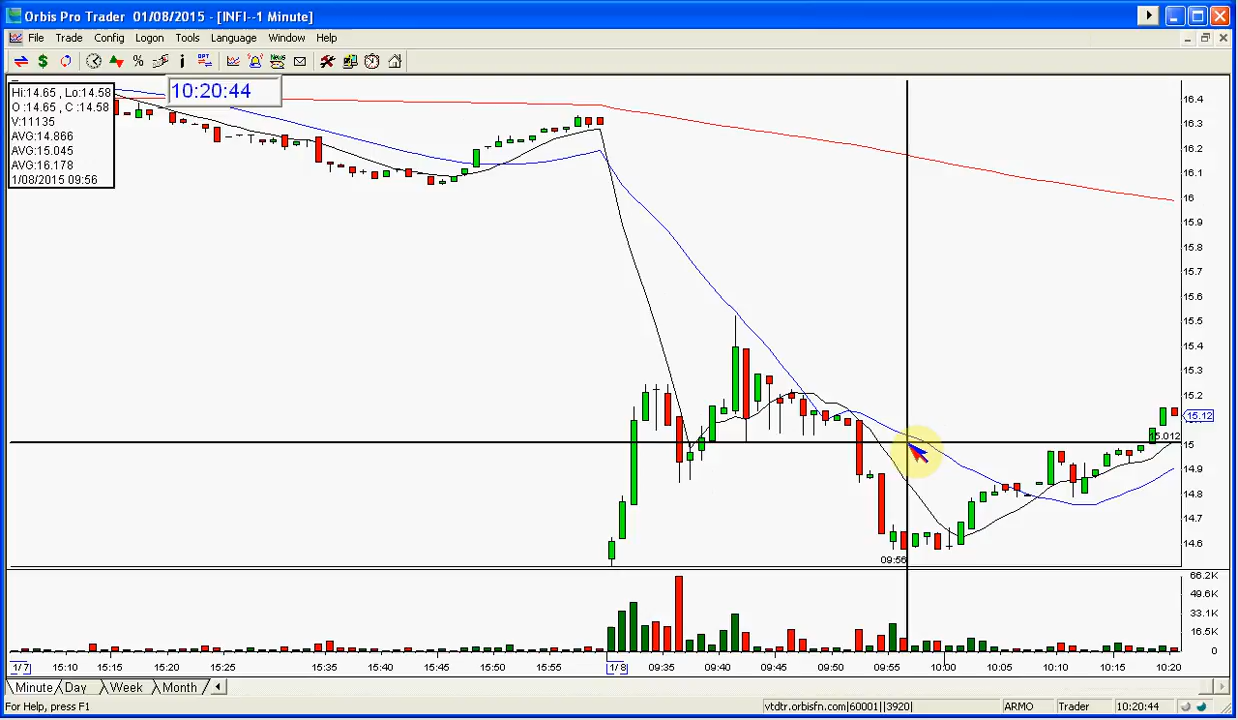 Orbis Pro Trader 01/08/2015 - [INFI--1 Minute]
File Trade Config Logon Tools Language Window Help
Hi:14.65 , Lo:14.58
O :14.65 , C :14.58
V:11135
AVG:14.866
AVG:15.045
AVG:16.178
1/08/2015 09:56
10:20:44
16.4
16.3
16.2
16.1
16
15.9
15.8
15.7
15.6
15.5
15.4
15.3
15.2
15.12
15.012
15
14.9
14.8
14.7
14.6
09:56
66.2K
49.6K
33.1K
16.5K
0
1/7 15:10 15:15 15:20 15:25 15:35 15:40 15:45 15:50 15:55 1/8 09:35 09:40 09:45 09:50 09:55 10:00 10:05 10:10 10:15 10:20
Minute Day Week Month
For Help, press F1 vtdtr.orbisfn.com|60001||3920| ARMO Trader 10:20:44